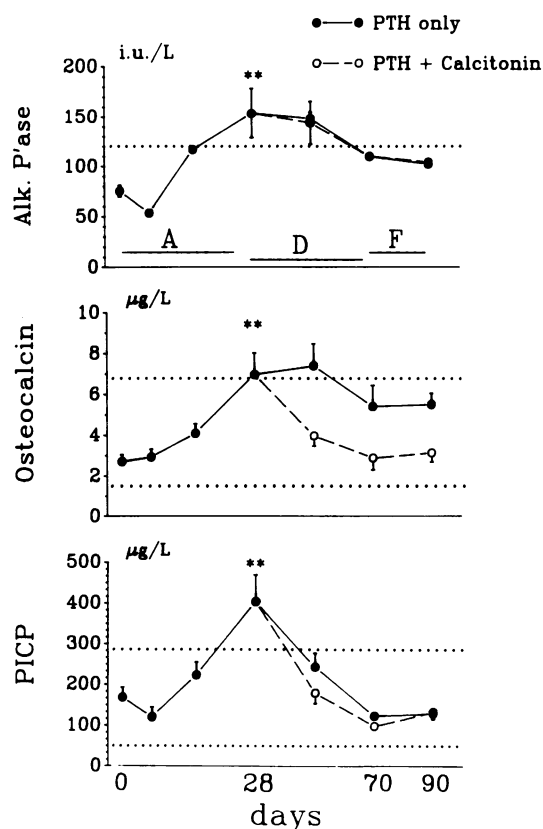 PTH only
PTH + Calcitonin
i.u./L
**
200
150
100
50
0
Alk. P'ase
A
D
F
µg/L
**
10
8
6
4
2
0
Osteocalcin
µg/L
**
500
400
300
200
100
0
PICP
0 28 70 90
days